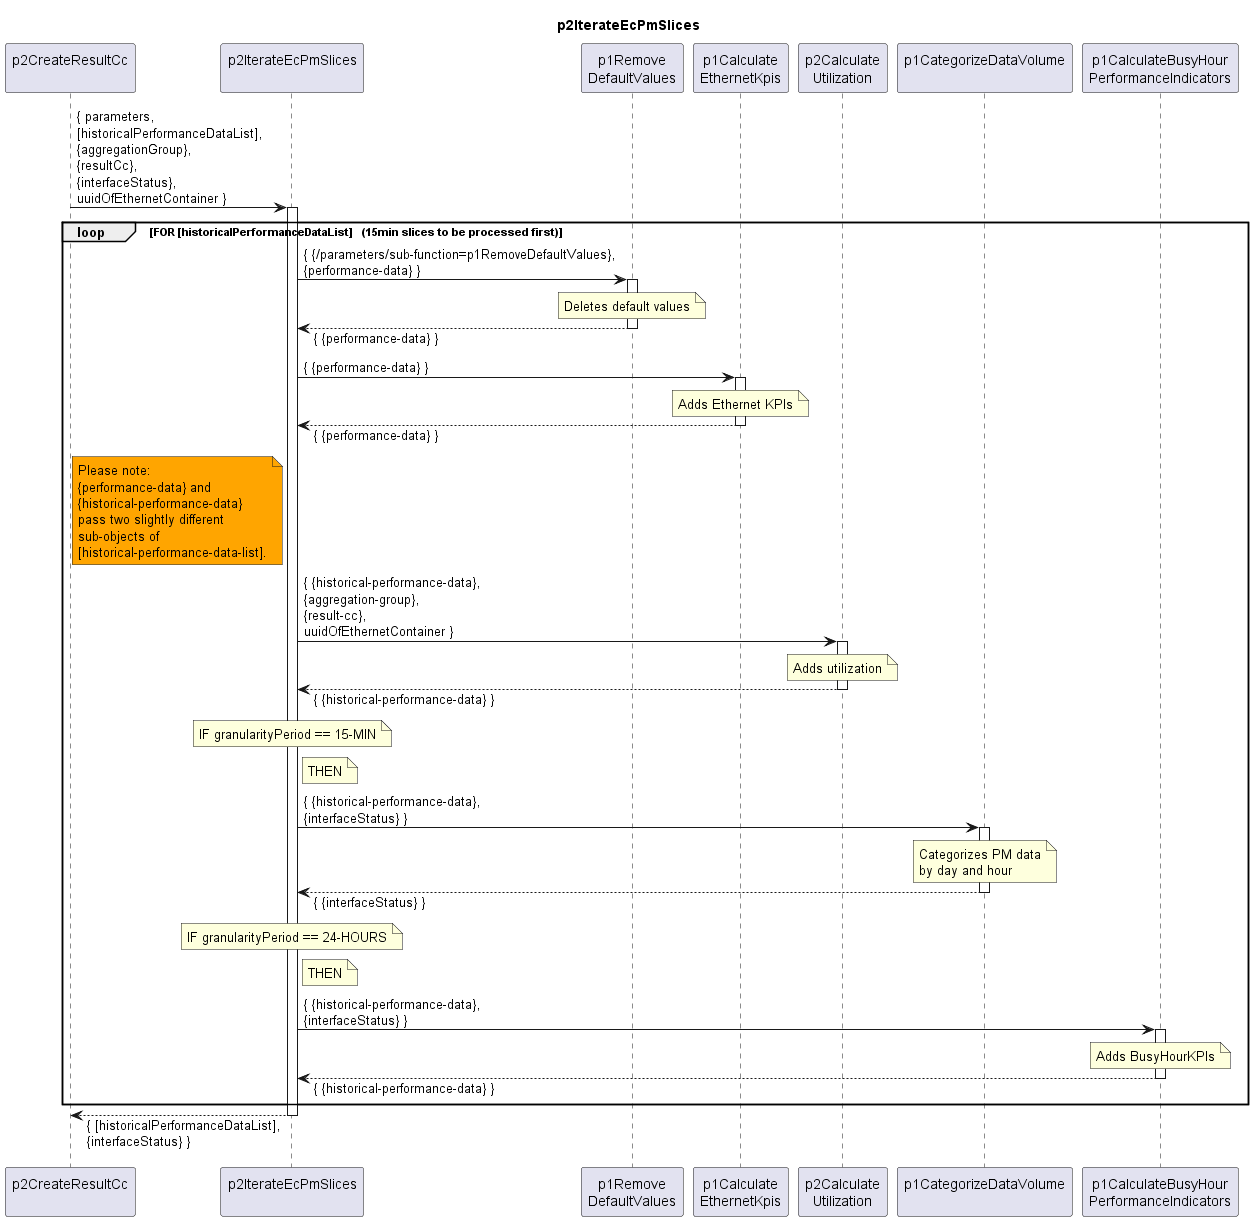 p2IterateEcPmSlices
p2CreateResultCc
p2IterateEcPmSlices
p1Remove
DefaultValues
p1Calculate
EthernetKpis
p2Calculate
Utilization
p1CategorizeDataVolume
p1CalculateBusyHour
PerformanceIndicators
{ parameters,
[historicalPerformanceDataList],
{aggregationGroup},
{resultCc},
{interfaceStatus},
uuidOfEthernetContainer }
loop [FOR [historicalPerformanceDataList] (15min slices to be processed first)]
{ {/parameters/sub-function=p1RemoveDefaultValues},
{performance-data} }
Deletes default values
{ {performance-data} }
{ {performance-data} }
Adds Ethernet KPIs
{ {performance-data} }
Please note:
{performance-data} and
{historical-performance-data}
pass two slightly different
sub-objects of
[historical-performance-data-list].
{ {historical-performance-data},
{aggregation-group},
{result-cc},
uuidOfEthernetContainer }
Adds utilization
{ {historical-performance-data} }
IF granularityPeriod == 15-MIN
THEN
{ {historical-performance-data},
{interfaceStatus} }
Categorizes PM data
by day and hour
{ {interfaceStatus} }
IF granularityPeriod == 24-HOURS
THEN
{ {historical-performance-data},
{interfaceStatus} }
Adds BusyHourKPIs
{ {historical-performance-data} }
{ [historicalPerformanceDataList],
{interfaceStatus} }
p2CreateResultCc
p2IterateEcPmSlices
p1Remove
DefaultValues
p1Calculate
EthernetKpis
p2Calculate
Utilization
p1CategorizeDataVolume
p1CalculateBusyHour
PerformanceIndicators